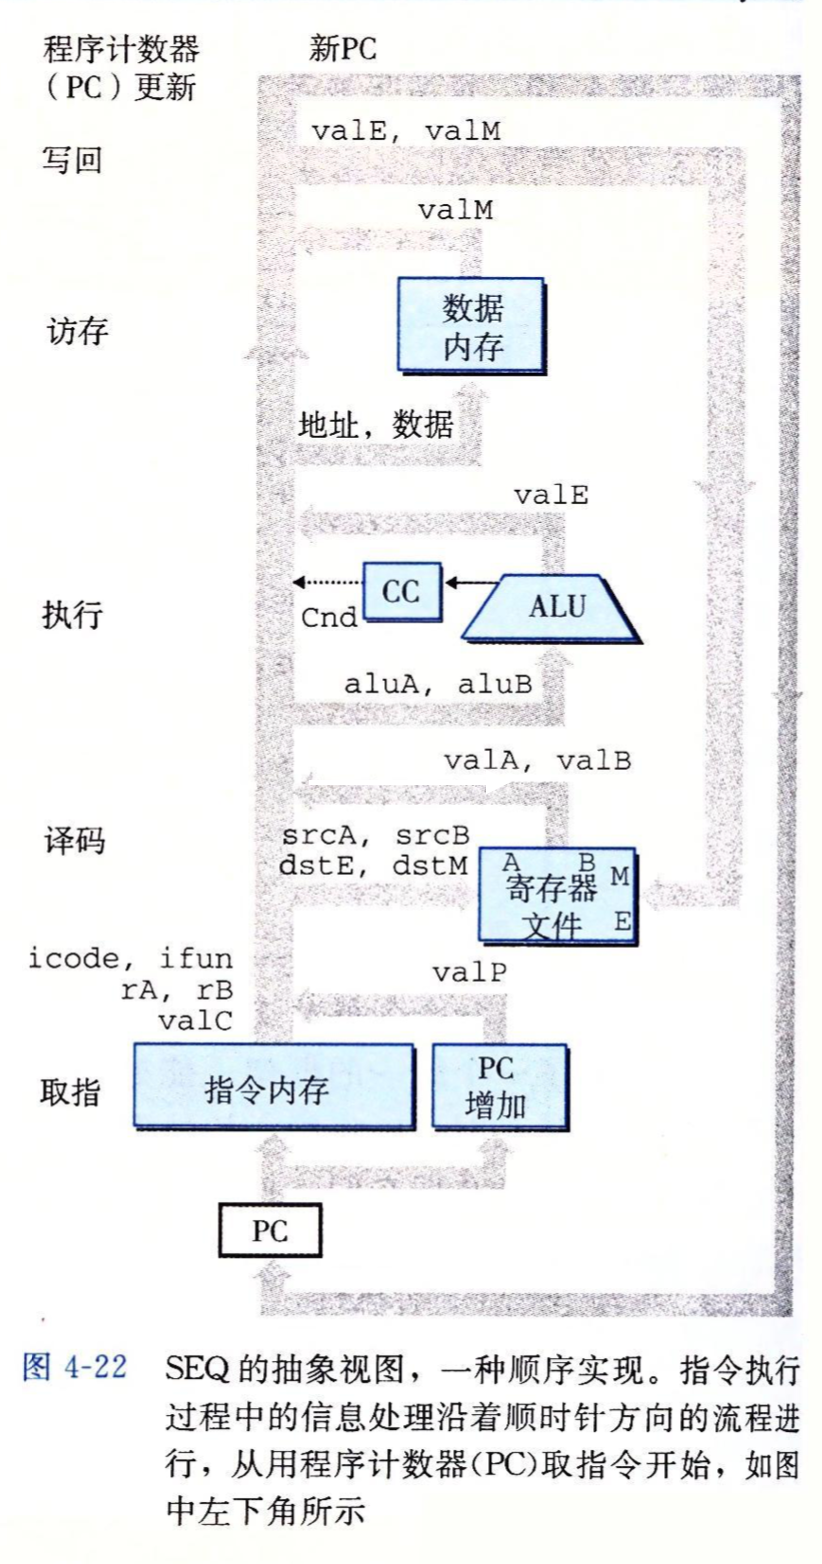 程序计数器
（PC）更新
新PC
valE, valM
写回
valM
数据
内存
访存
地址，数据
valE
CC
ALU
Cnd
执行
aluA, aluB
valA, valB
译码
srcA, srcB
dstE, dstM
A B M
寄存器
文件 E
icode, ifun
rA, rB
valC
valP
取指
指令内存
PC
增加
PC
图 4-22 SEQ的抽象视图，一种顺序实现。指令执行
过程中的信息处理沿着顺时针方向的流程进
行，从用程序计数器(PC)取指令开始，如图
中左下角所示